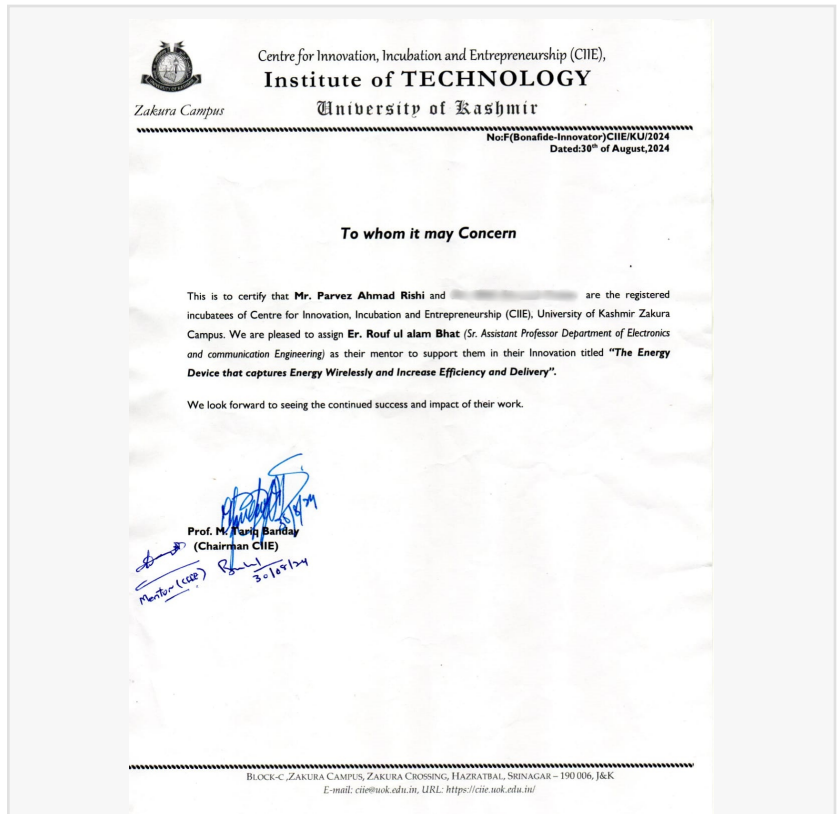 Centre for Innovation, Incubation and Entrepreneurship (CIIE),
Institute of TECHNOLOGY
University of Kashmir
Zakura Campus
No:F(Bonafide-Innovator)CIIE/KU/2024
Dated:30th of August,2024
To whom it may Concern
This is to certify that Mr. Parvez Ahmad Rishi and are the registered
incubatees of Centre for Innovation, Incubation and Entrepreneurship (CIIE), University of Kashmir Zakura
Campus. We are pleased to assign Er. Rouf ul alam Bhat (Sr. Assistant Professor Department of Electronics
and communication Engineering) as their mentor to support them in their Innovation titled "The Energy
Device that captures Energy Wirelessly and Increase Efficiency and Delivery".
We look forward to seeing the continued success and impact of their work.
30/8/24
Prof. M. Tariq Banday
(Chairman CIIE)
Mentor (CIIE)
30/08/24
BLOCK-C ,ZAKURA CAMPUS, ZAKURA CROSSING, HAZRATBAL, SRINAGAR – 190 006, J&K
E-mail: ciie@uok.edu.in, URL: https://ciie.uok.edu.in/